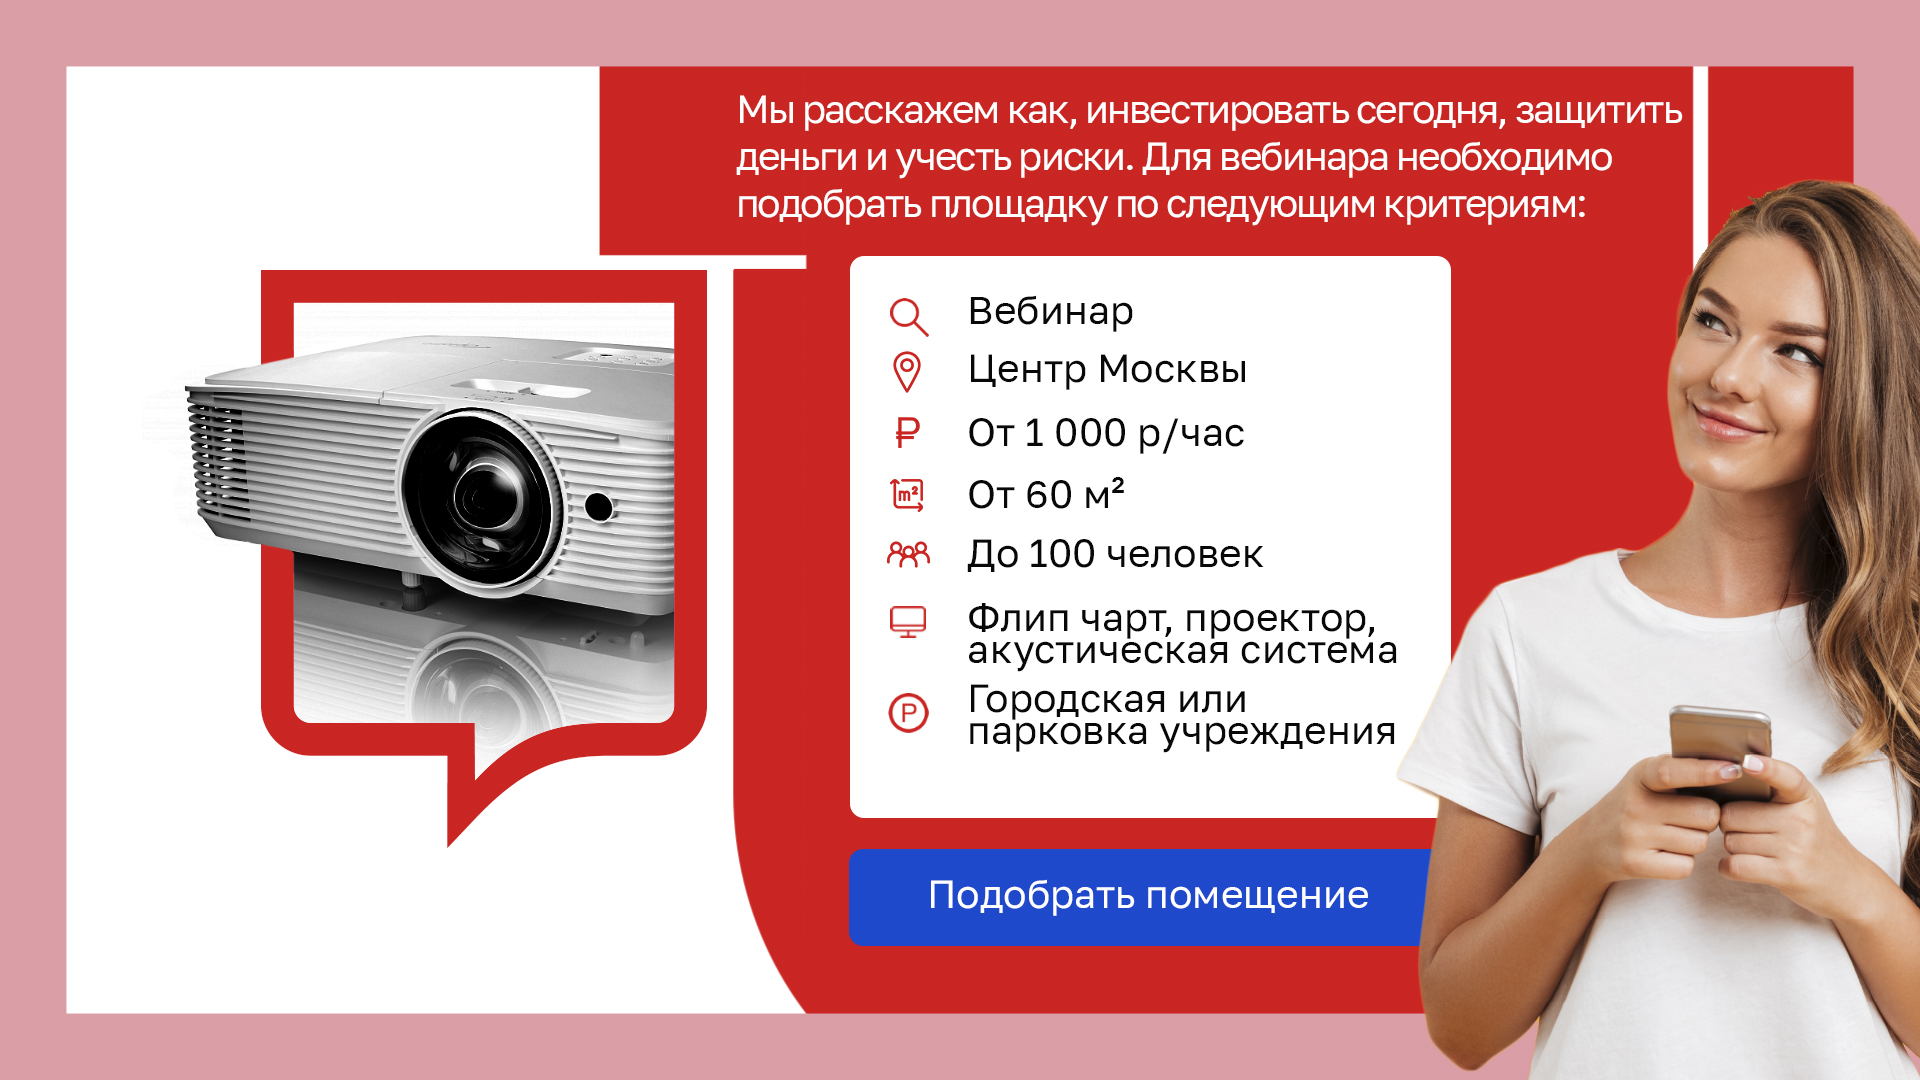 Мы расскажем как, инвестировать сегодня, защитить
деньги и учесть риски. Для вебинара необходимо
подобрать площадку по следующим критериям:
Вебинар
Центр Москвы
₽ От 1 000 р/час
m² От 60 м²
До 100 человек
Флип чарт, проектор,
акустическая система
P Городская или
парковка учреждения
Подобрать помещение